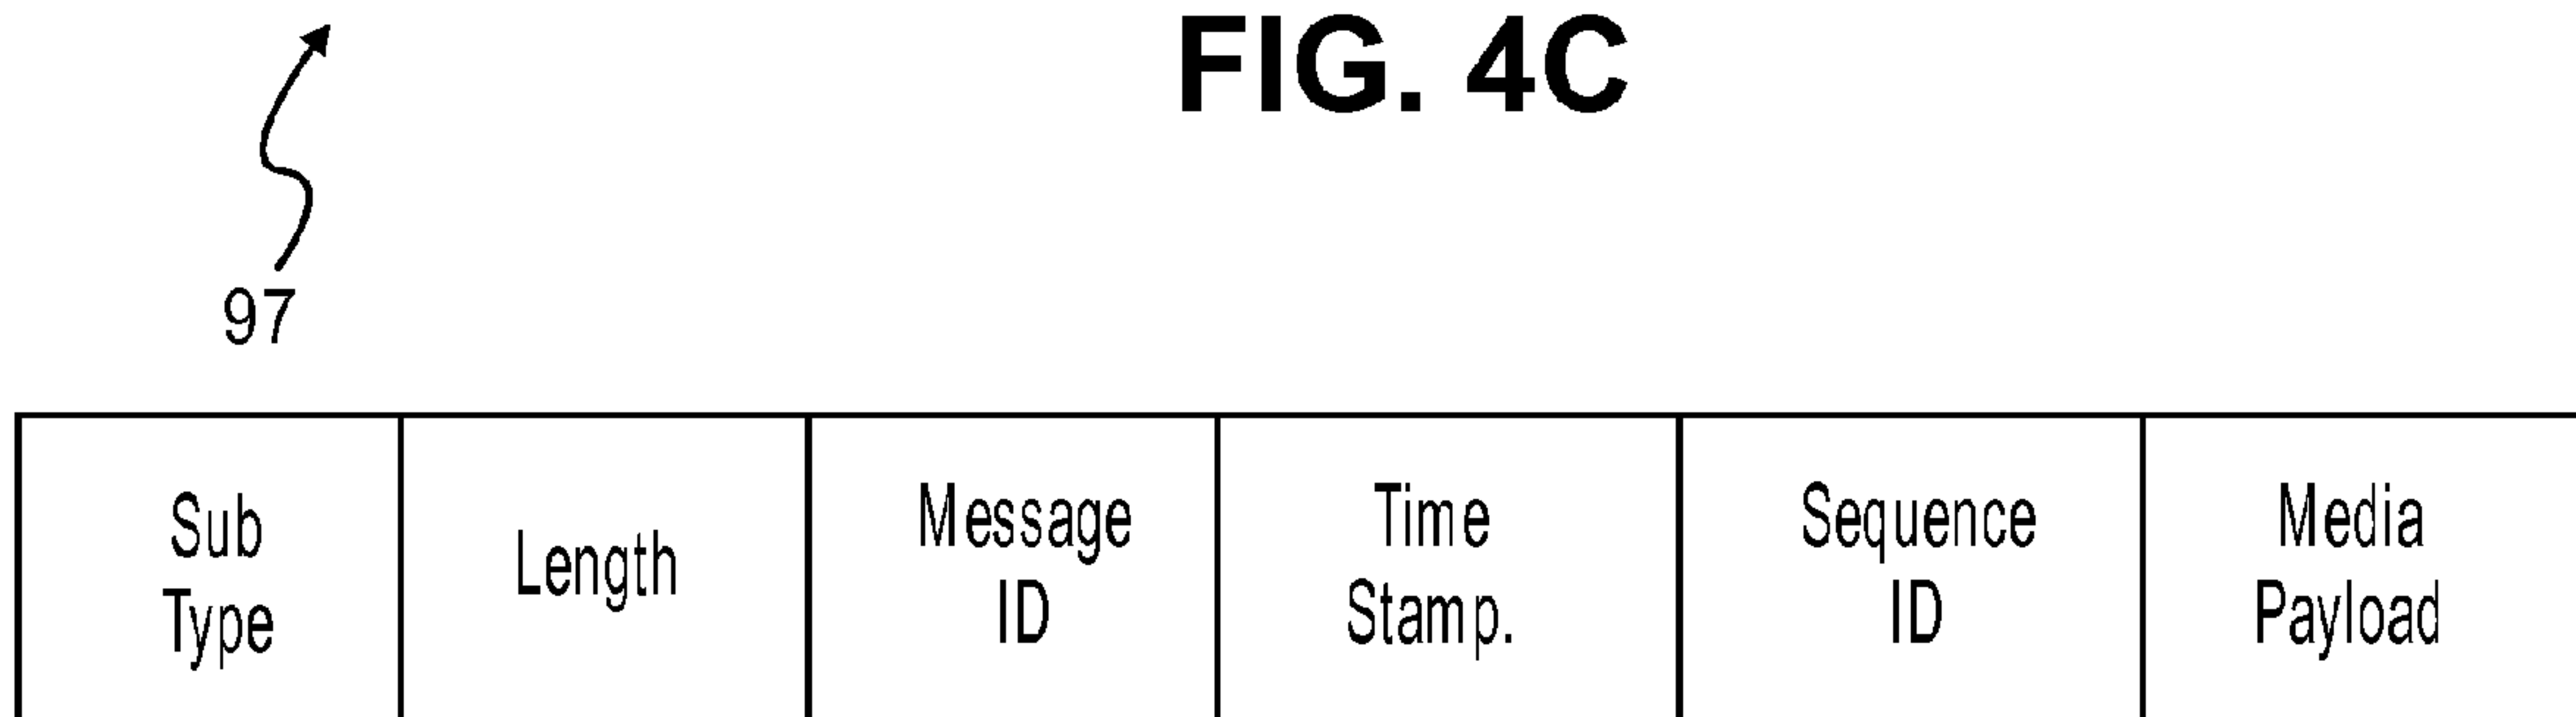 FIG. 4C
97
Sub
Type
Length
Message
ID
Time
Stamp.
Sequence
ID
Media
Payload